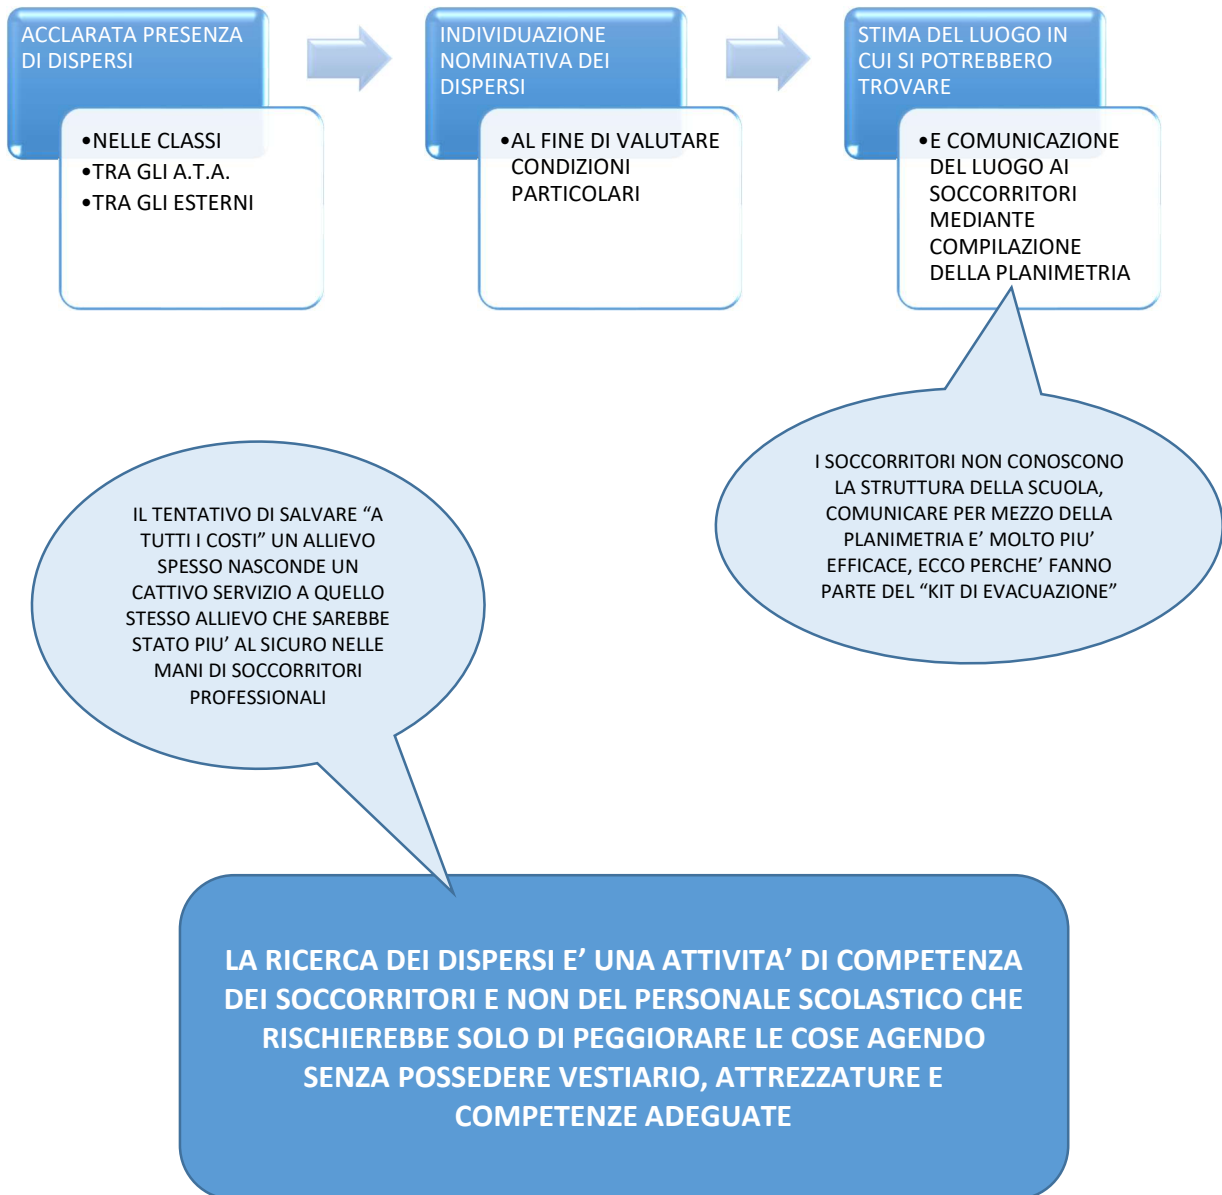 ACCLARATA PRESENZA
DI DISPERSI
•NELLE CLASSI
•TRA GLI A.T.A.
•TRA GLI ESTERNI
INDIVIDUAZIONE
NOMINATIVA DEI
DISPERSI
•AL FINE DI VALUTARE
CONDIZIONI
PARTICOLARI
STIMA DEL LUOGO IN
CUI SI POTREBBERO
TROVARE
•E COMUNICAZIONE
DEL LUOGO AI
SOCCORRITORI
MEDIANTE
COMPILAZIONE
DELLA PLANIMETRIA
I SOCCORRITORI NON CONOSCONO
LA STRUTTURA DELLA SCUOLA,
COMUNICARE PER MEZZO DELLA
PLANIMETRIA E’ MOLTO PIU’
EFFICACE, ECCO PERCHE’ FANNO
PARTE DEL “KIT DI EVACUAZIONE”
IL TENTATIVO DI SALVARE “A
TUTTI I COSTI” UN ALLIEVO
SPESSO NASCONDE UN
CATTIVO SERVIZIO A QUELLO
STESSO ALLIEVO CHE SAREBBE
STATO PIU’ AL SICURO NELLE
MANI DI SOCCORRITORI
PROFESSIONALI
LA RICERCA DEI DISPERSI E’ UNA ATTIVITA’ DI COMPETENZA
DEI SOCCORRITORI E NON DEL PERSONALE SCOLASTICO CHE
RISCHIEREBBE SOLO DI PEGGIORARE LE COSE AGENDO
SENZA POSSEDERE VESTIARIO, ATTREZZATURE E
COMPETENZE ADEGUATE